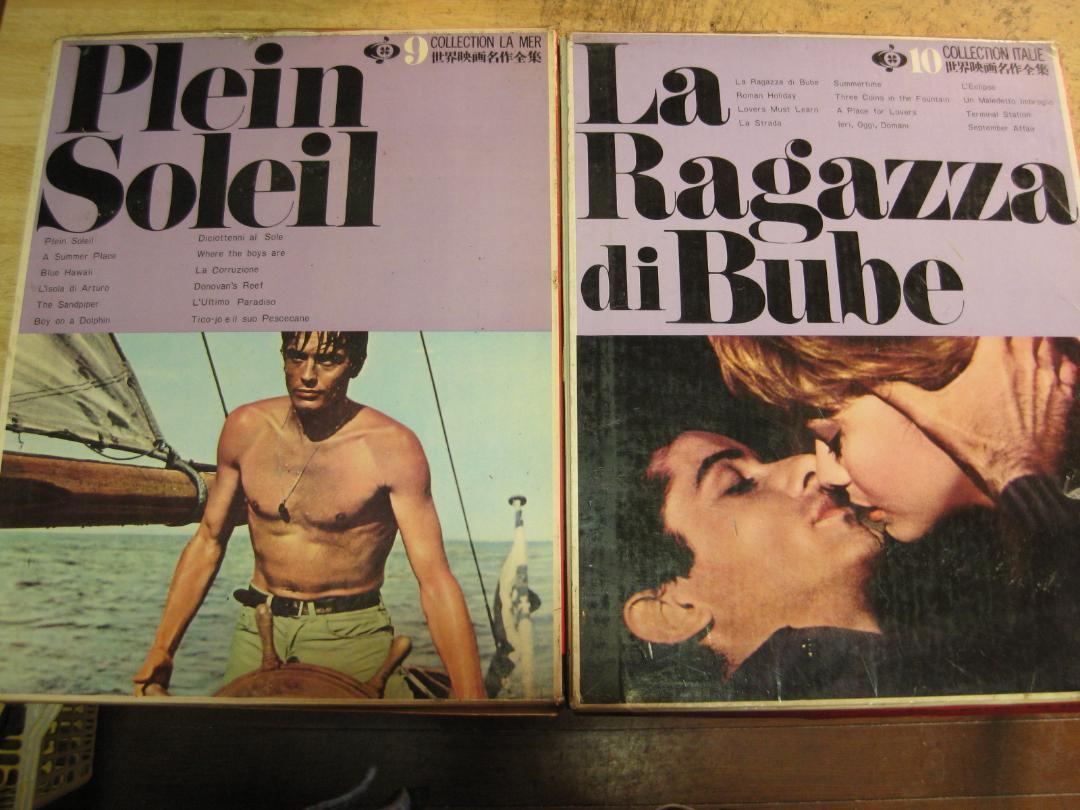 9 COLLECTION LA MER
世界映画名作全集
Plein
Soleil
Plein Soleil
A Summer Place
Blue Hawaii
L'isola di Arturo
The Sandpiper
Boy on a Dolphin
Diciottenni al Sole
Where the boys are
La Corruzione
Donovan's Reef
L'Ultimo Paradiso
Tico-jo e il suo Pescecane
10 COLLECTION ITALIE
世界映画名作全集
La
Ragazza
di Bube
La Ragazza di Bube
Roman Holiday
Lovers Must Learn
La Strada
Summertime
Three Coins in the Fountain
A Place for Lovers
Ieri, Oggi, Domani
L'Eclipse
Un Maledetto Imbroglio
Terminal Station
September Affair